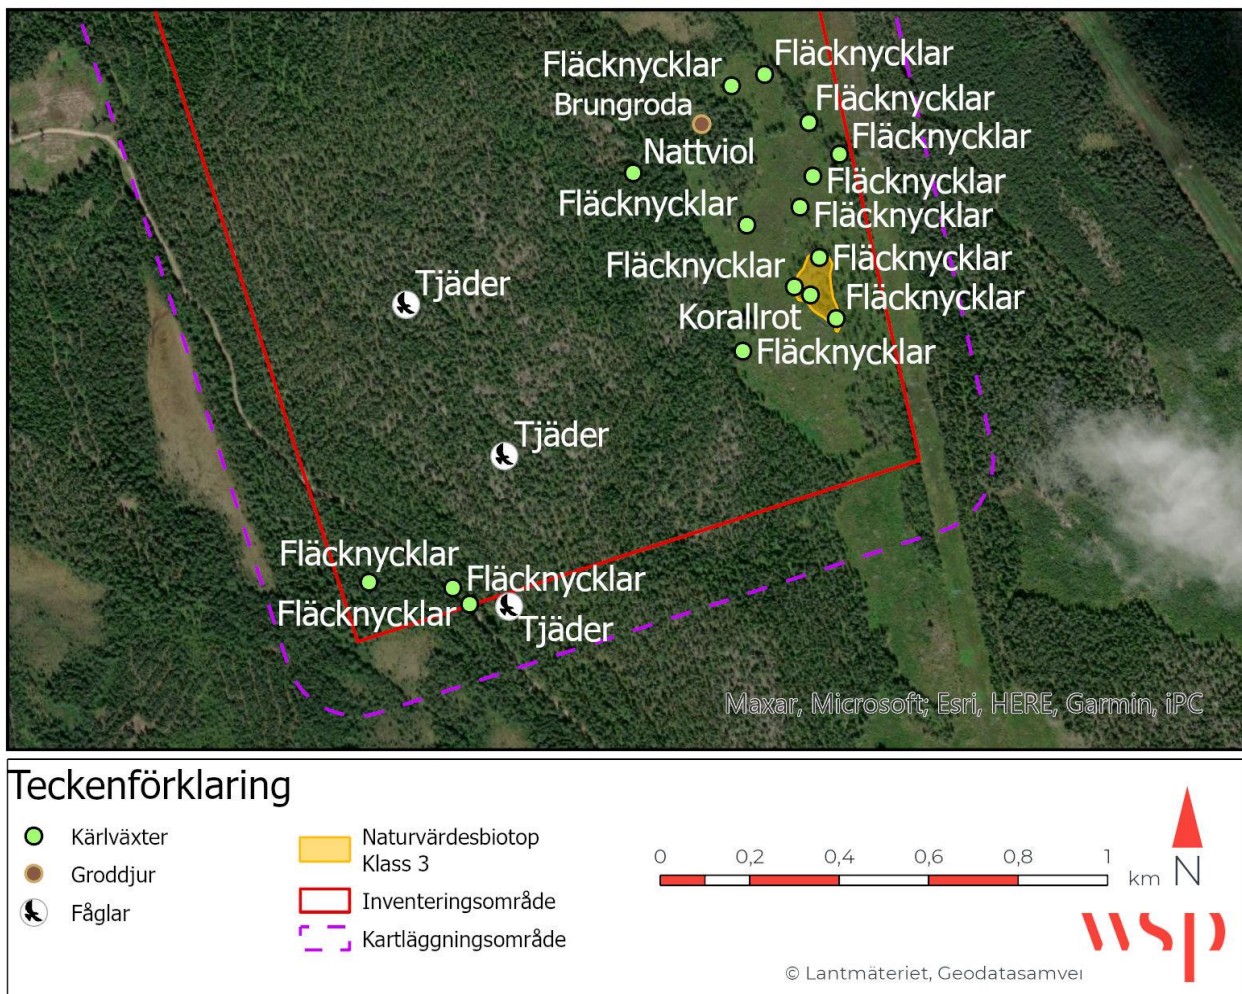 Fläcknycklar
Fläcknycklar
Brungroda
Fläcknycklar
Fläcknycklar
Nattviol
Fläcknycklar
Fläcknycklar
Fläcknycklar
Fläcknycklar
Fläcknycklar
Tjäder
Fläcknycklar
Korallrot
Fläcknycklar
Tjäder
Fläcknycklar
Fläcknycklar
Fläcknycklar
Tjäder
Maxar, Microsoft; Esri, HERE, Garmin, iPC
Teckenförklaring
Kärlväxter
Groddjur
Fåglar
Naturvärdesbiotop
Klass 3
Inventeringsområde
Kartläggningsområde
0 0,2 0,4 0,6 0,8 1
km
N
wsp
© Lantmäteriet, Geodatasamver